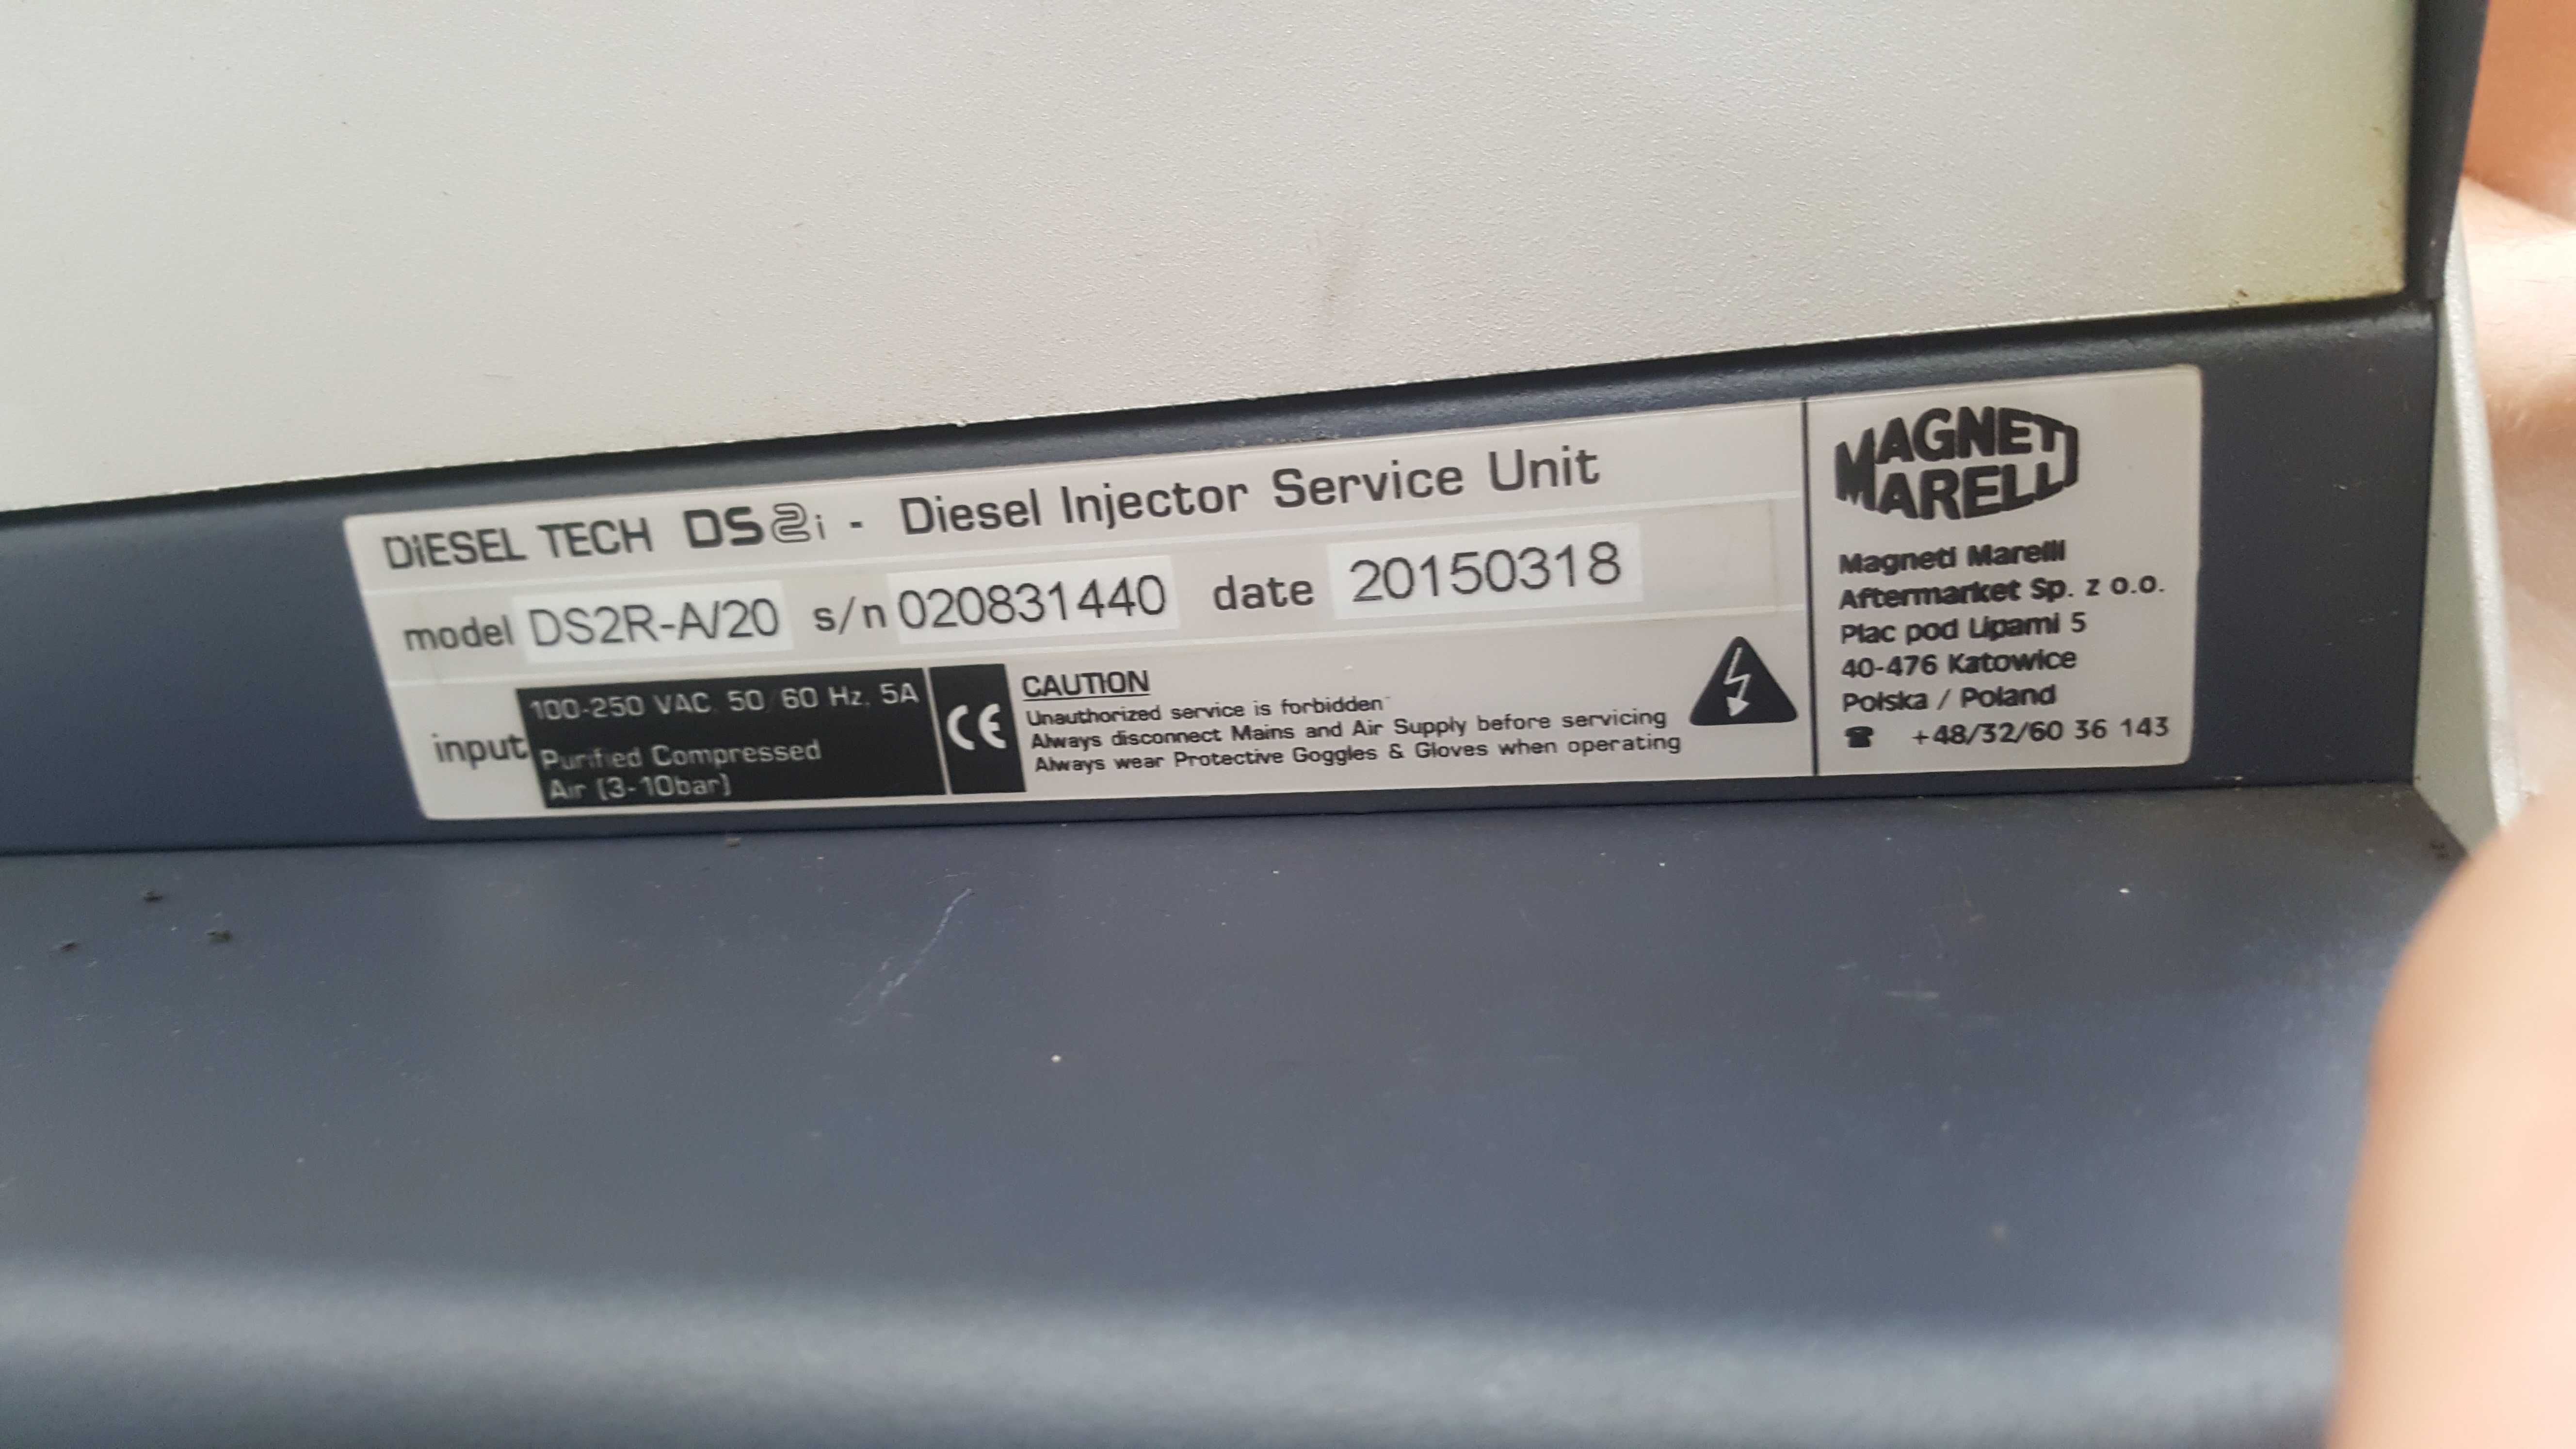 DIESEL TECH DS2i - Diesel Injector Service Unit
model DS2R-A/20 s/n 020831440 date 20150318
input
100-250 VAC, 50/60 Hz, 5A
Purified Compressed
Air (3-10bar)
CE
CAUTION
Unauthorized service is forbidden
Always disconnect Mains and Air Supply before servicing
Always wear Protective Goggles & Gloves when operating
MAGNETI
MARELLI
Magneti Marelli
Aftermarket Sp. z o.o.
Plac pod Lipami 5
40-476 Katowice
Polska / Poland
☎ +48/32/60 36 143